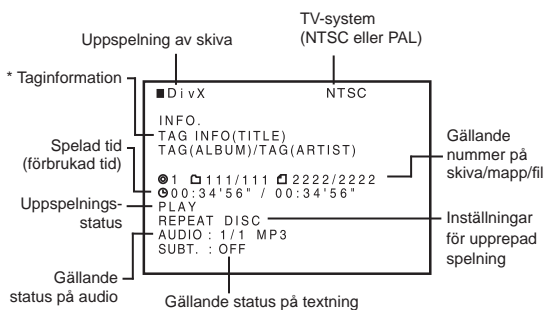 TV-system
(NTSC eller PAL)
Uppspelning av skiva
* Taginformation
DivX NTSC
INFO.
TAG INFO(TITLE)
TAG(ALBUM)/TAG(ARTIST)
1 111/111 2222/2222
00:34'56" / 00:34'56"
PLAY
REPEAT DISC
AUDIO : 1/1 MP3
SUBT. : OFF
Spelad tid
(förbrukad tid)
Uppspelnings-
status
Gällande
status på audio
Gällande status på textning
Gällande
nummer på
skiva/mapp/fil
Inställningar
för upprepad
spelning